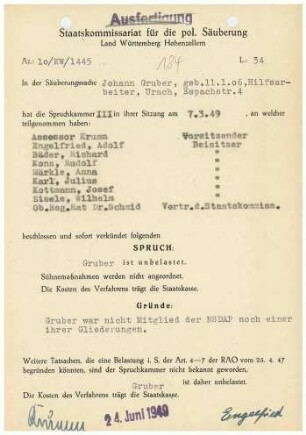 Ausfertigung
Staatskommissariat für die pol. Säuberung
Land Württemberg Hohenzollern
Az: 10/KW/1445
184
L: 34
In der Säuberungssache Johann Gruber, geb.11.1.06,Hilfsar-
beiter, Urach, Espachstr.4
hat die Spruchkammer III in ihrer Sitzung am 7.3.49, an welcher
teilgenommen haben:
Assessor Krumm Vorsitzender
Engelfried, Adolf Beisitzer
Bäder, Richard "
Konz, Rudolf "
Märkle, Anna "
Karl, Julius "
Kottmann, Josef "
Eisele, Wilhelm "
Ob.Reg.Rat Dr.Schmid Vertr.d.Staatskommiss.
beschlossen und sofort verkündet folgenden
SPRUCH:
Gruber ist unbelastet.
Sühnemaßnahmen werden nicht angeordnet.
Die Kosten des Verfahrens trägt die Staatskasse.
Gründe:
Gruber war nicht Mitglied der NSDAP noch einer
ihrer Gliederungen.
Weitere Tatsachen, die eine Belastung i. S. der Art. 4—7 der RAO vom 25. 4. 47
begründen könnten, sind der Spruchkammer nicht bekannt geworden.
Gruber ist daher unbelastet.
Die Kosten des Verfahrens trägt die Staatskasse.
Krumm
24. Juni 1949
Engelfried